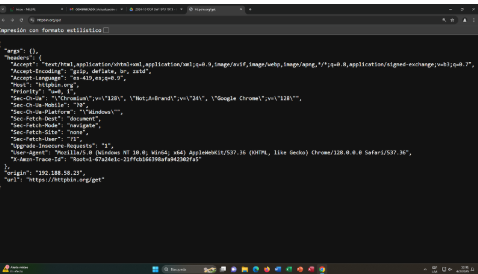 httpbin.org/get
impresión con formato estilístico
"args": {},
"headers": {
"Accept": "text/html,application/xhtml+xml,application/xml;q=0.9,image/avif,image/webp,image/apng,*/*;q=0.8,application/signed-exchange;v=b3;q=0.7",
"Accept-Encoding": "gzip, deflate, br, zstd",
"Accept-Language": "es-419,es;q=0.9",
"Host": "httpbin.org",
"Priority": "u=0, i",
"Sec-Ch-Ua": "\"Chromium\";v=\"128\", \"Not;A=Brand\";v=\"24\", \"Google Chrome\";v=\"128\"",
"Sec-Ch-Ua-Mobile": "?0",
"Sec-Ch-Ua-Platform": "\"Windows\"",
"Sec-Fetch-Dest": "document",
"Sec-Fetch-Mode": "navigate",
"Sec-Fetch-Site": "none",
"Sec-Fetch-User": "?1",
"Upgrade-Insecure-Requests": "1",
"User-Agent": "Mozilla/5.0 (Windows NT 10.0; Win64; x64) AppleWebKit/537.36 (KHTML, like Gecko) Chrome/128.0.0.0 Safari/537.36",
"X-Amzn-Trace-Id":
},
"origin": "192.188.58.23",
"url": "https://httpbin.org/get"